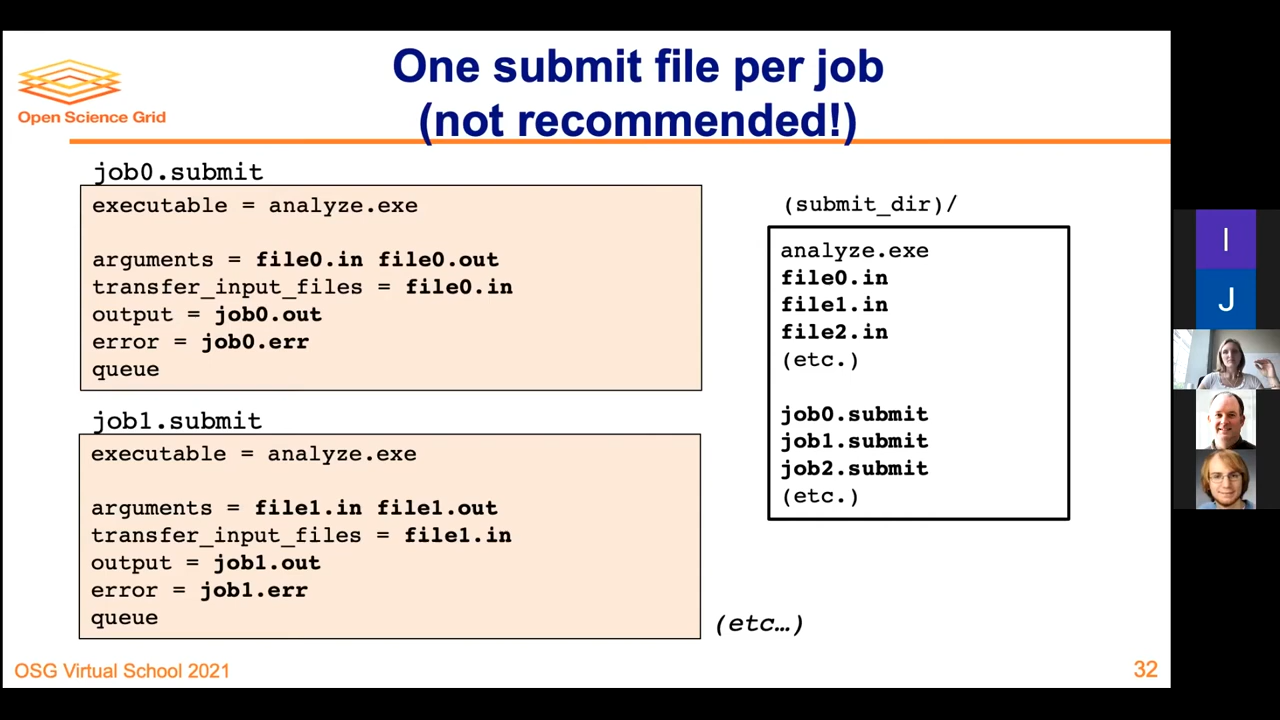 One submit file per job
(not recommended!)
Open Science Grid
job0.submit
executable = analyze.exe
arguments = file0.in file0.out
transfer_input_files = file0.in
output = job0.out
error = job0.err
queue
job1.submit
executable = analyze.exe
arguments = file1.in file1.out
transfer_input_files = file1.in
output = job1.out
error = job1.err
queue
(etc…)
(submit_dir)/
analyze.exe
file0.in
file1.in
file2.in
(etc.)
job0.submit
job1.submit
job2.submit
(etc.)
I
J
OSG Virtual School 2021
32